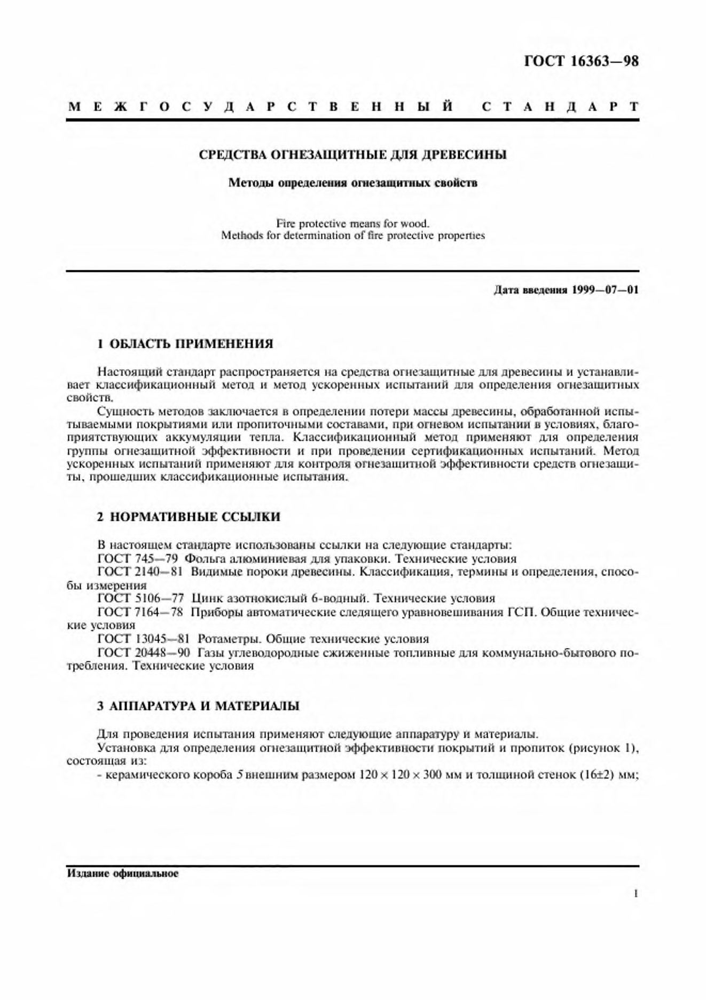 ГОСТ 16363—98
МЕЖГОСУДАРСТВЕННЫЙ СТАНДАРТ
СРЕДСТВА ОГНЕЗАЩИТНЫЕ ДЛЯ ДРЕВЕСИНЫ
Методы определения огнезащитных свойств
Fire protective means for wood.
Methods for determination of fire protective properties
Дата введения 1999—07—01
1 ОБЛАСТЬ ПРИМЕНЕНИЯ
Настоящий стандарт распространяется на средства огнезащитные для древесины и устанавли-
вает классификационный метод и метод ускоренных испытаний для определения огнезащитных
свойств.
Сущность методов заключается в определении потери массы древесины, обработанной испы-
тываемыми покрытиями или пропиточными составами, при огневом испытании в условиях, благо-
приятствующих аккумуляции тепла. Классификационный метод применяют для определения
группы огнезащитной эффективности и при проведении сертификационных испытаний. Метод
ускоренных испытаний применяют для контроля огнезащитной эффективности средств огнезащи-
ты, прошедших классификационные испытания.
2 НОРМАТИВНЫЕ ССЫЛКИ
В настоящем стандарте использованы ссылки на следующие стандарты:
ГОСТ 745—79 Фольга алюминиевая для упаковки. Технические условия
ГОСТ 2140—81 Видимые пороки древесины. Классификация, термины и определения, спосо-
бы измерения
ГОСТ 5106—77 Цинк азотнокислый 6-водный. Технические условия
ГОСТ 7164—78 Приборы автоматические следящего уравновешивания ГСП. Общие техничес-
кие условия
ГОСТ 13045—81 Ротаметры. Общие технические условия
ГОСТ 20448—90 Газы углеводородные сжиженные топливные для коммунально-бытового по-
требления. Технические условия
3 АППАРАТУРА И МАТЕРИАЛЫ
Для проведения испытания применяют следующие аппаратуру и материалы.
Установка для определения огнезащитной эффективности покрытий и пропиток (рисунок 1),
состоящая из:
- керамического короба 5 внешним размером 120 × 120 × 300 мм и толщиной стенок (16±2) мм;
Издание официальное
1